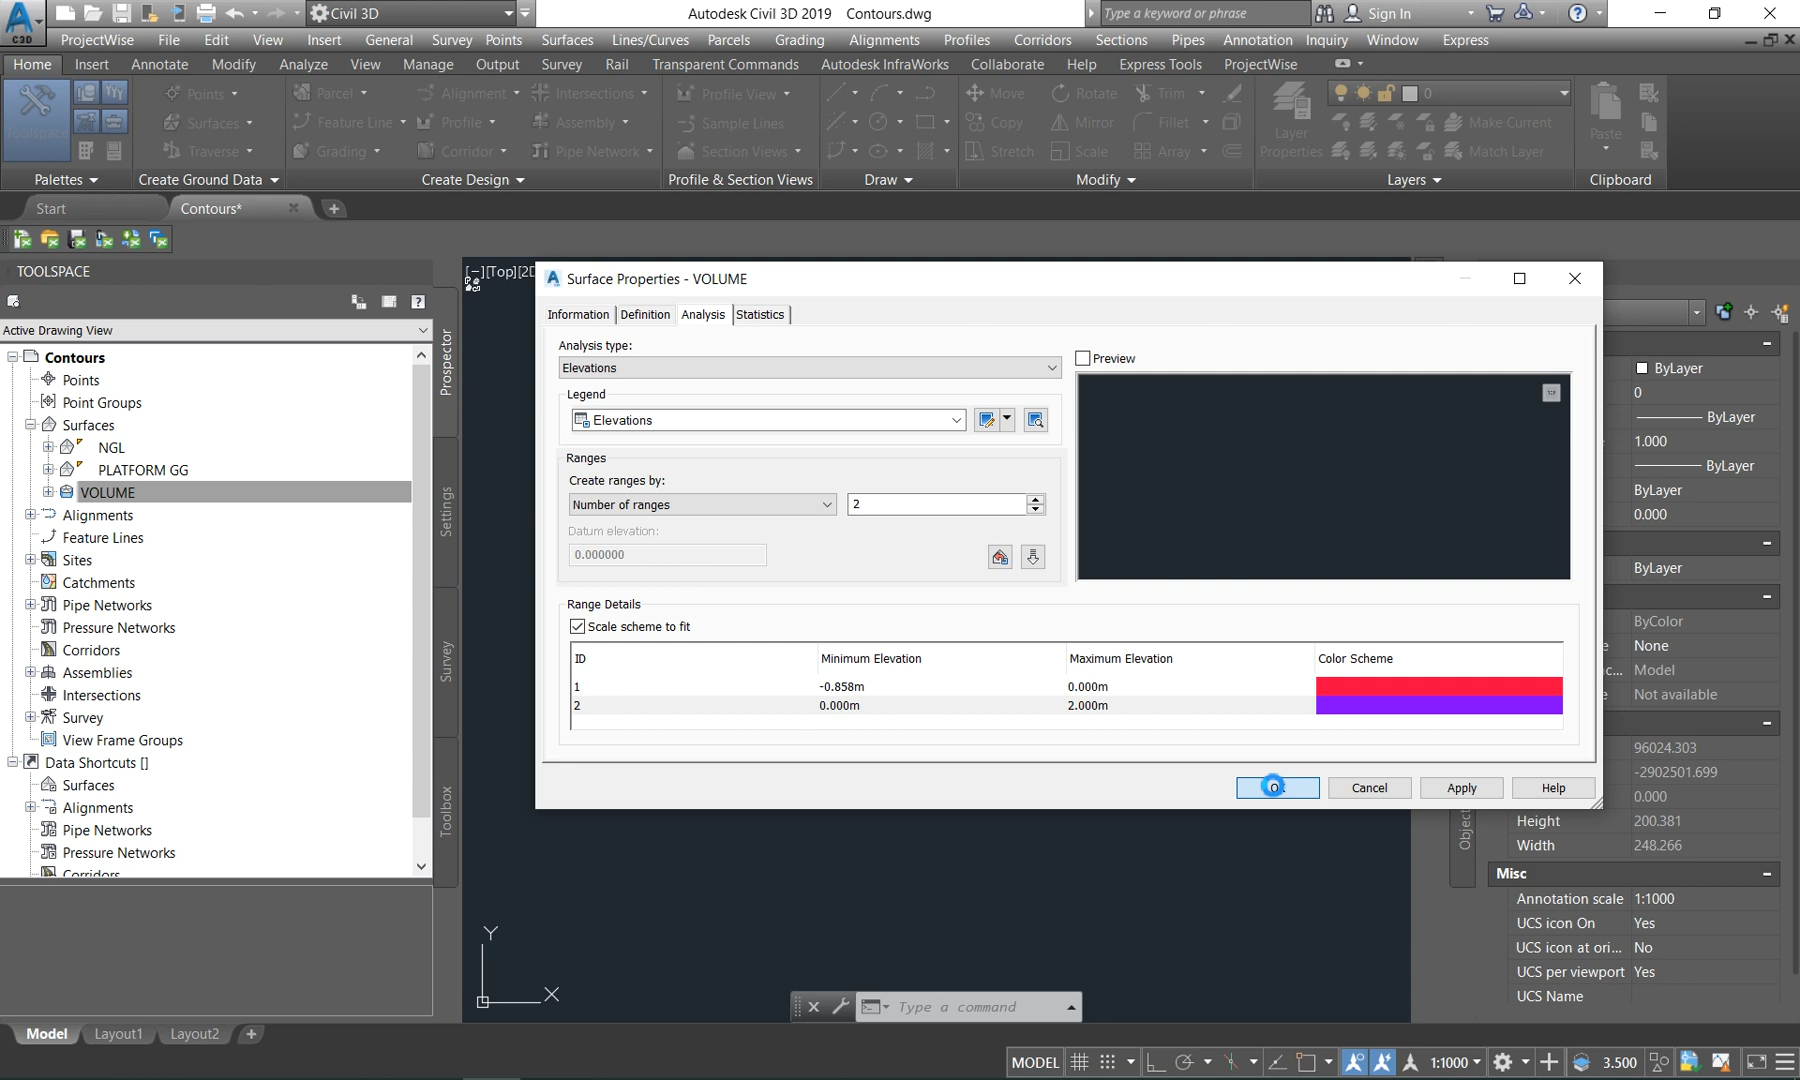 Civil 3D
Autodesk Civil 3D 2019 Contours.dwg
Type a keyword or phrase
Sign In
C3D
ProjectWise File Edit View Insert General Survey Points Surfaces Lines/Curves Parcels Grading Alignments Profiles Corridors Sections Pipes Annotation Inquiry Window Express
Home Insert Annotate Modify Analyze View Manage Output Survey Rail Transparent Commands Autodesk InfraWorks Collaborate Help Express Tools ProjectWise
Points Parcel Alignment Intersections Profile View Move Rotate Trim 0
Toolspace Surfaces Feature Line Profile Assembly Sample Lines Copy Mirror Fillet Layer Make Current Paste
Traverse Grading Corridor Pipe Network Section Views Stretch Scale Array Properties Match Layer
Palettes Create Ground Data Create Design Profile & Section Views Draw Modify Layers Clipboard
Start Contours*
TOOLSPACE
Active Drawing View
Contours
Points
Point Groups
Surfaces
NGL
PLATFORM GG
VOLUME
Alignments
Feature Lines
Sites
Catchments
Pipe Networks
Pressure Networks
Corridors
Assemblies
Intersections
Survey
View Frame Groups
Data Shortcuts []
Surfaces
Alignments
Pipe Networks
Pressure Networks
Corridors
Prospector
Settings
Survey
Toolbox
[−][Top][2D
Surface Properties - VOLUME
Information Definition Analysis Statistics
Analysis type:
Elevations
Preview
TOP
Legend
Elevations
Ranges
Create ranges by:
Number of ranges 2
Datum elevation:
0.000000
Range Details
Scale scheme to fit
ID Minimum Elevation Maximum Elevation Color Scheme
1 -0.858m 0.000m
2 0.000m 2.000m
OK Cancel Apply Help
ByLayer
0
ByLayer
1.000
ByLayer
ByLayer
0.000
ByLayer
ByColor
e None
c... Model
e Not available
96024.303
-2902501.699
0.000
Height 200.381
Width 248.266
Misc
Annotation scale 1:1000
UCS icon On Yes
UCS icon at ori... No
UCS per viewport Yes
UCS Name
Object
Y
X
Type a command
Model Layout1 Layout2
MODEL 1:1000 3.500